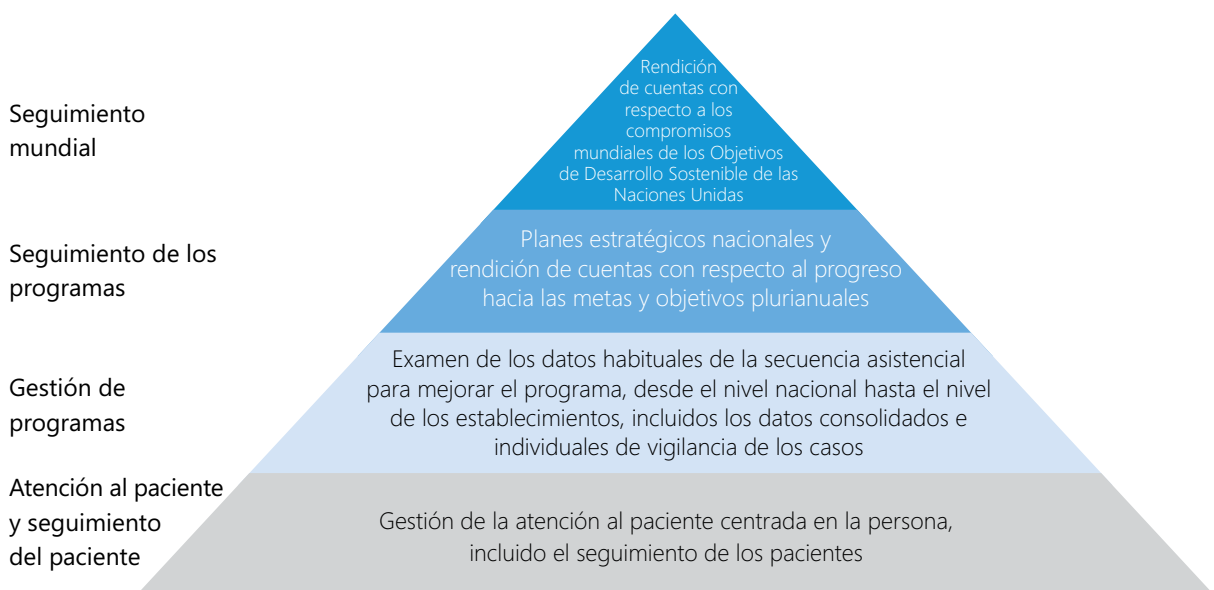 Seguimiento
mundial
Rendición
de cuentas con
respecto a los
compromisos
mundiales de los Objetivos
de Desarrollo Sostenible de las
Naciones Unidas
Seguimiento de los
programas
Planes estratégicos nacionales y
rendición de cuentas con respecto al progreso
hacia las metas y objetivos plurianuales
Gestión de
programas
Examen de los datos habituales de la secuencia asistencial
para mejorar el programa, desde el nivel nacional hasta el nivel
de los establecimientos, incluidos los datos consolidados e
individuales de vigilancia de los casos
Atención al paciente
y seguimiento
del paciente
Gestión de la atención al paciente centrada en la persona,
incluido el seguimiento de los pacientes